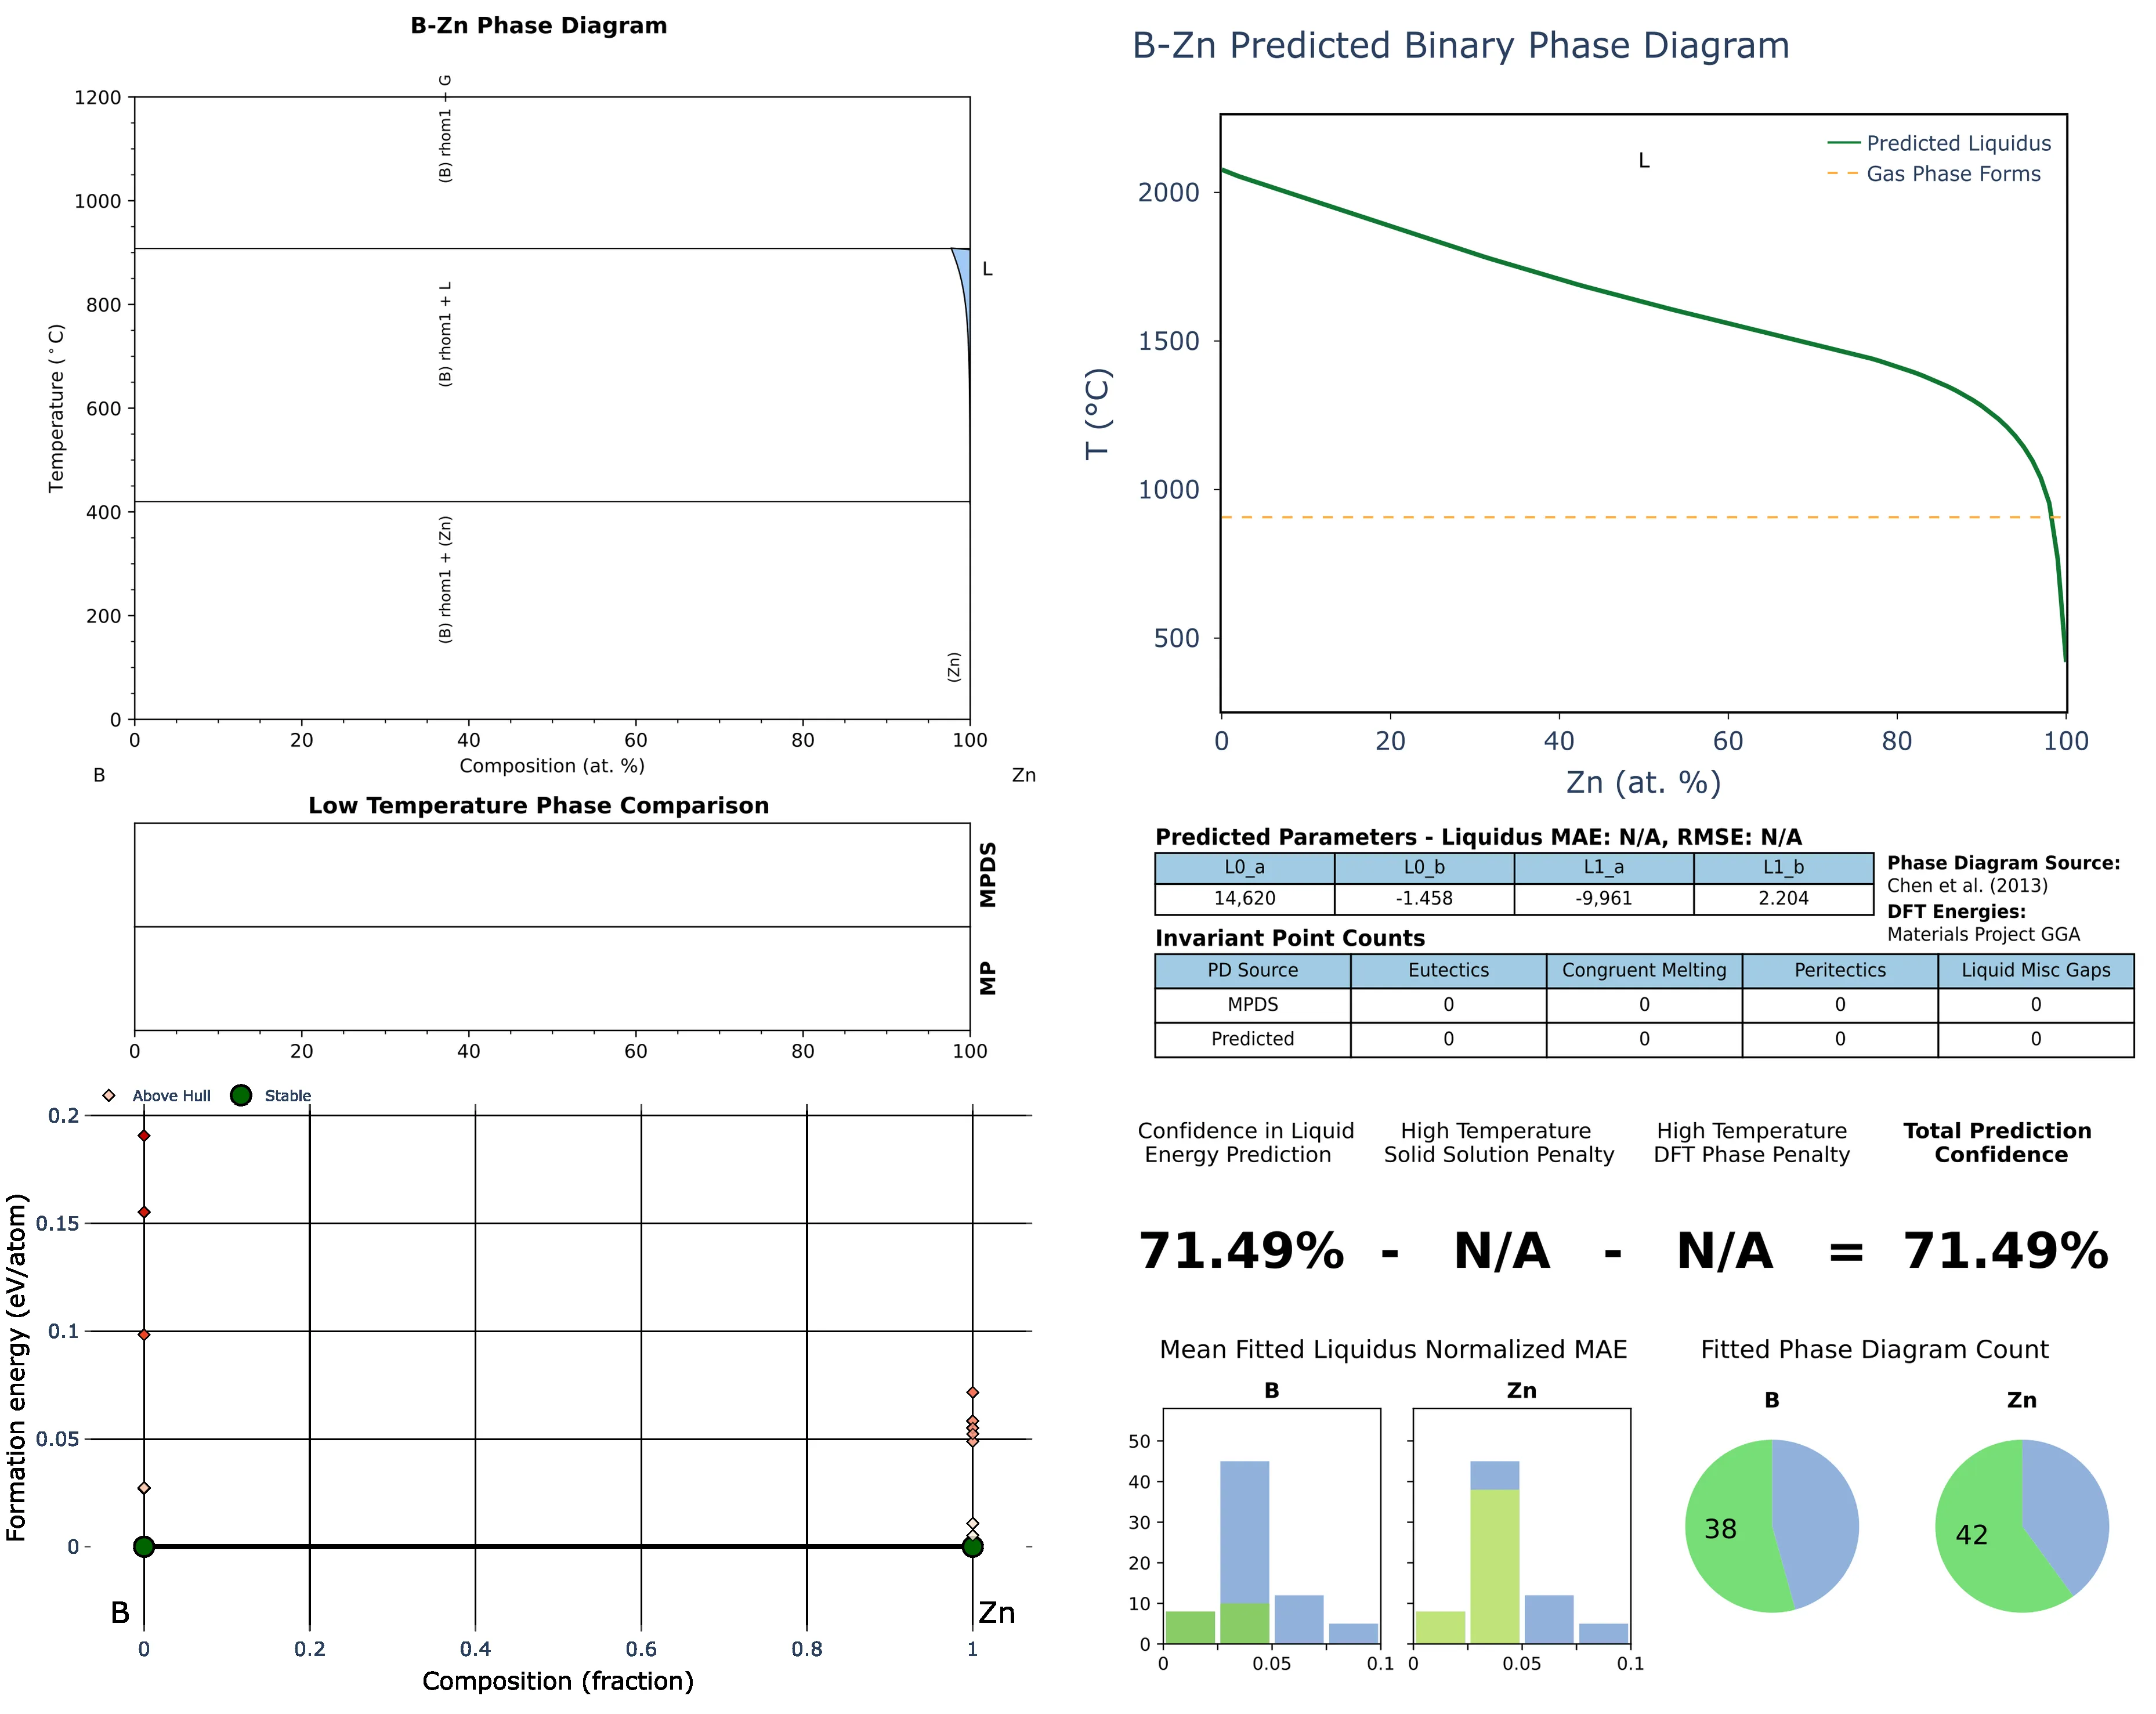 B-Zn Phase Diagram
1200
1000
800
600
400
200
0
Temperature (°C)
(B) rhom1 + G
(B) rhom1 + L
(B) rhom1 + (Zn)
(Zn)
L
0 20 40 60 80 100
Composition (at. %)
B Zn
Low Temperature Phase Comparison
MPDS
MP
0 20 40 60 80 100
Above Hull Stable
0.2
0.15
0.1
0.05
0
Formation energy (eV/atom)
B Zn
0 0.2 0.4 0.6 0.8 1
Composition (fraction)
B-Zn Predicted Binary Phase Diagram
L
Predicted Liquidus
Gas Phase Forms
2000
1500
1000
500
T (°C)
0 20 40 60 80 100
Zn (at. %)
Predicted Parameters - Liquidus MAE: N/A, RMSE: N/A
L0_a L0_b L1_a L1_b
14,620 -1.458 -9,961 2.204
Phase Diagram Source:
Chen et al. (2013)
DFT Energies:
Materials Project GGA
Invariant Point Counts
PD Source Eutectics Congruent Melting Peritectics Liquid Misc Gaps
MPDS 0 0 0 0
Predicted 0 0 0 0
Confidence in Liquid
Energy Prediction
High Temperature
Solid Solution Penalty
High Temperature
DFT Phase Penalty
Total Prediction
Confidence
71.49% - N/A - N/A = 71.49%
Mean Fitted Liquidus Normalized MAE
B Zn
50
40
30
20
10
0
0 0.05 0.1 0 0.05 0.1
Fitted Phase Diagram Count
B Zn
38 42